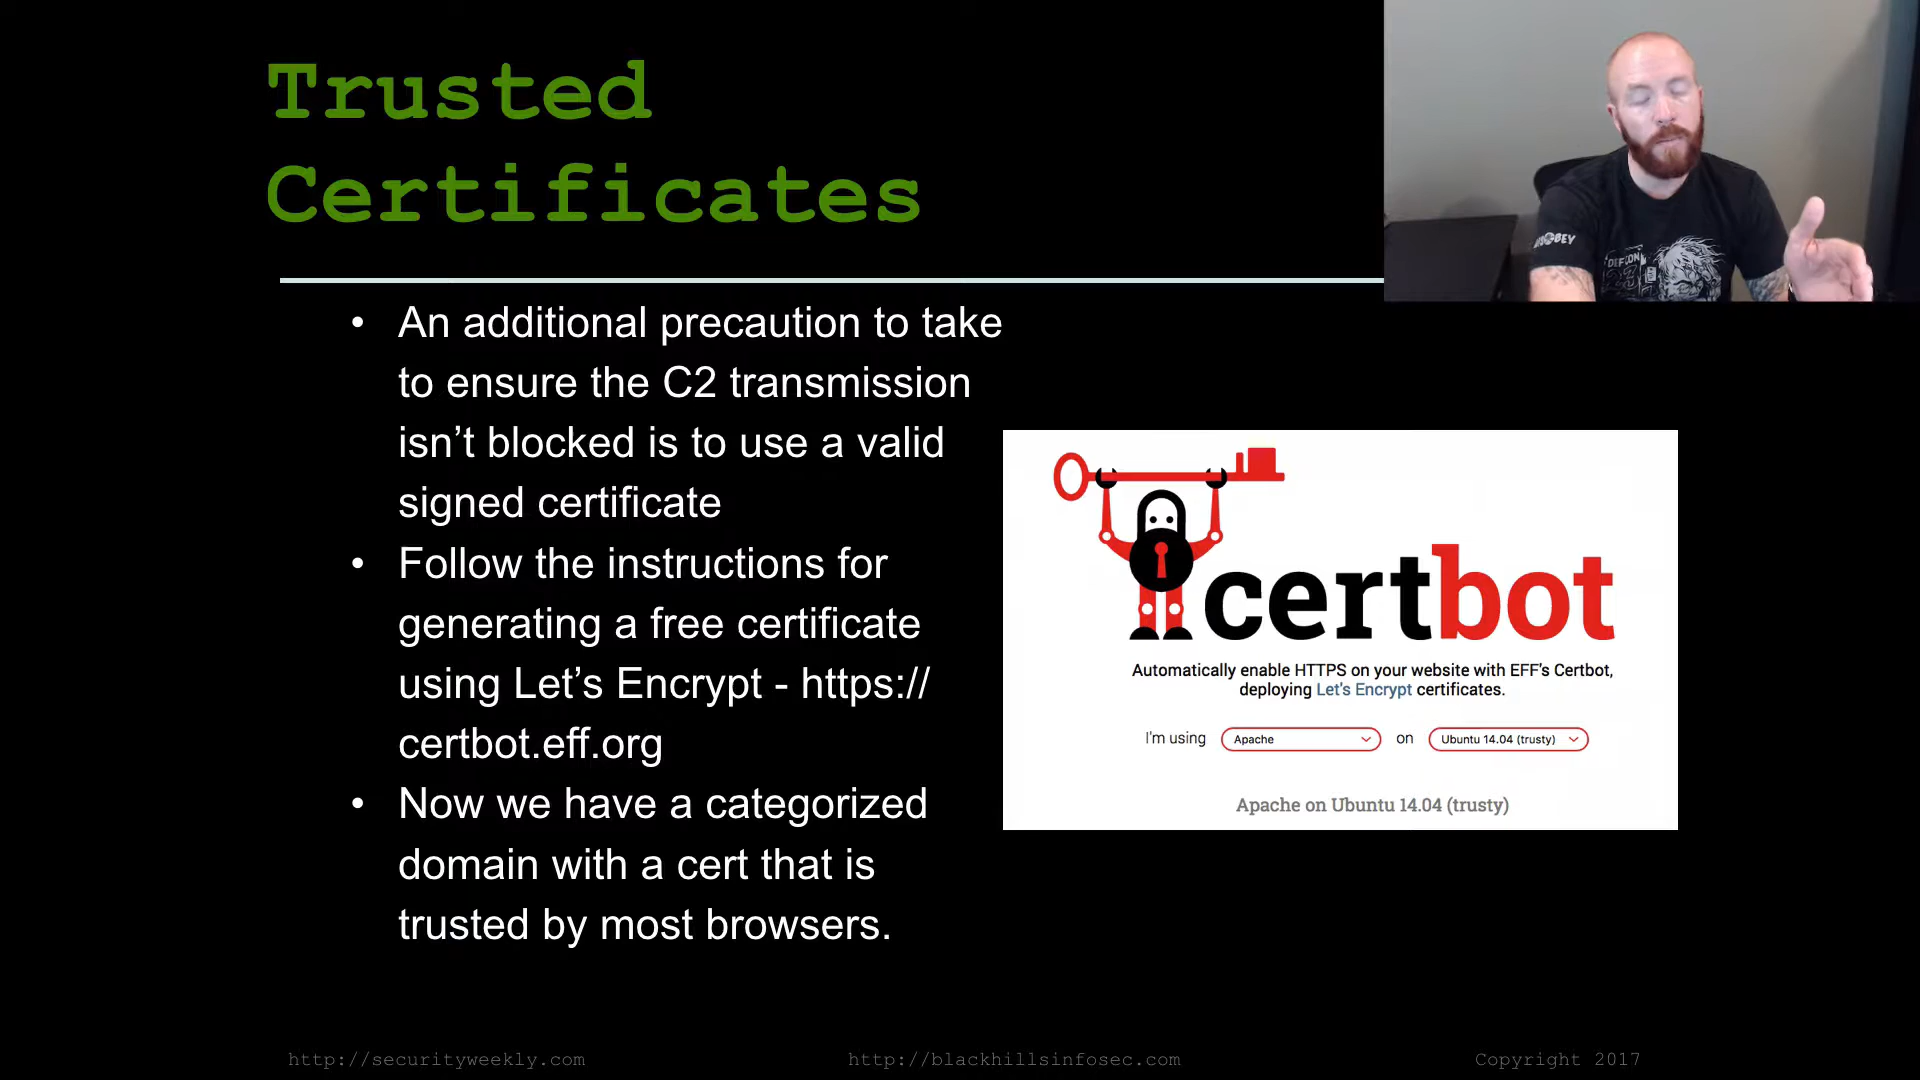 Trusted
Certificates
• An additional precaution to take
to ensure the C2 transmission
isn’t blocked is to use a valid
signed certificate
• Follow the instructions for
generating a free certificate
using Let’s Encrypt - https://
certbot.eff.org
• Now we have a categorized
domain with a cert that is
trusted by most browsers.
certbot
Automatically enable HTTPS on your website with EFF's Certbot,
deploying Let's Encrypt certificates.
I'm using Apache on Ubuntu 14.04 (trusty)
Apache on Ubuntu 14.04 (trusty)
DEFCON
http://securityweekly.com http://blackhillsinfosec.com Copyright 2017